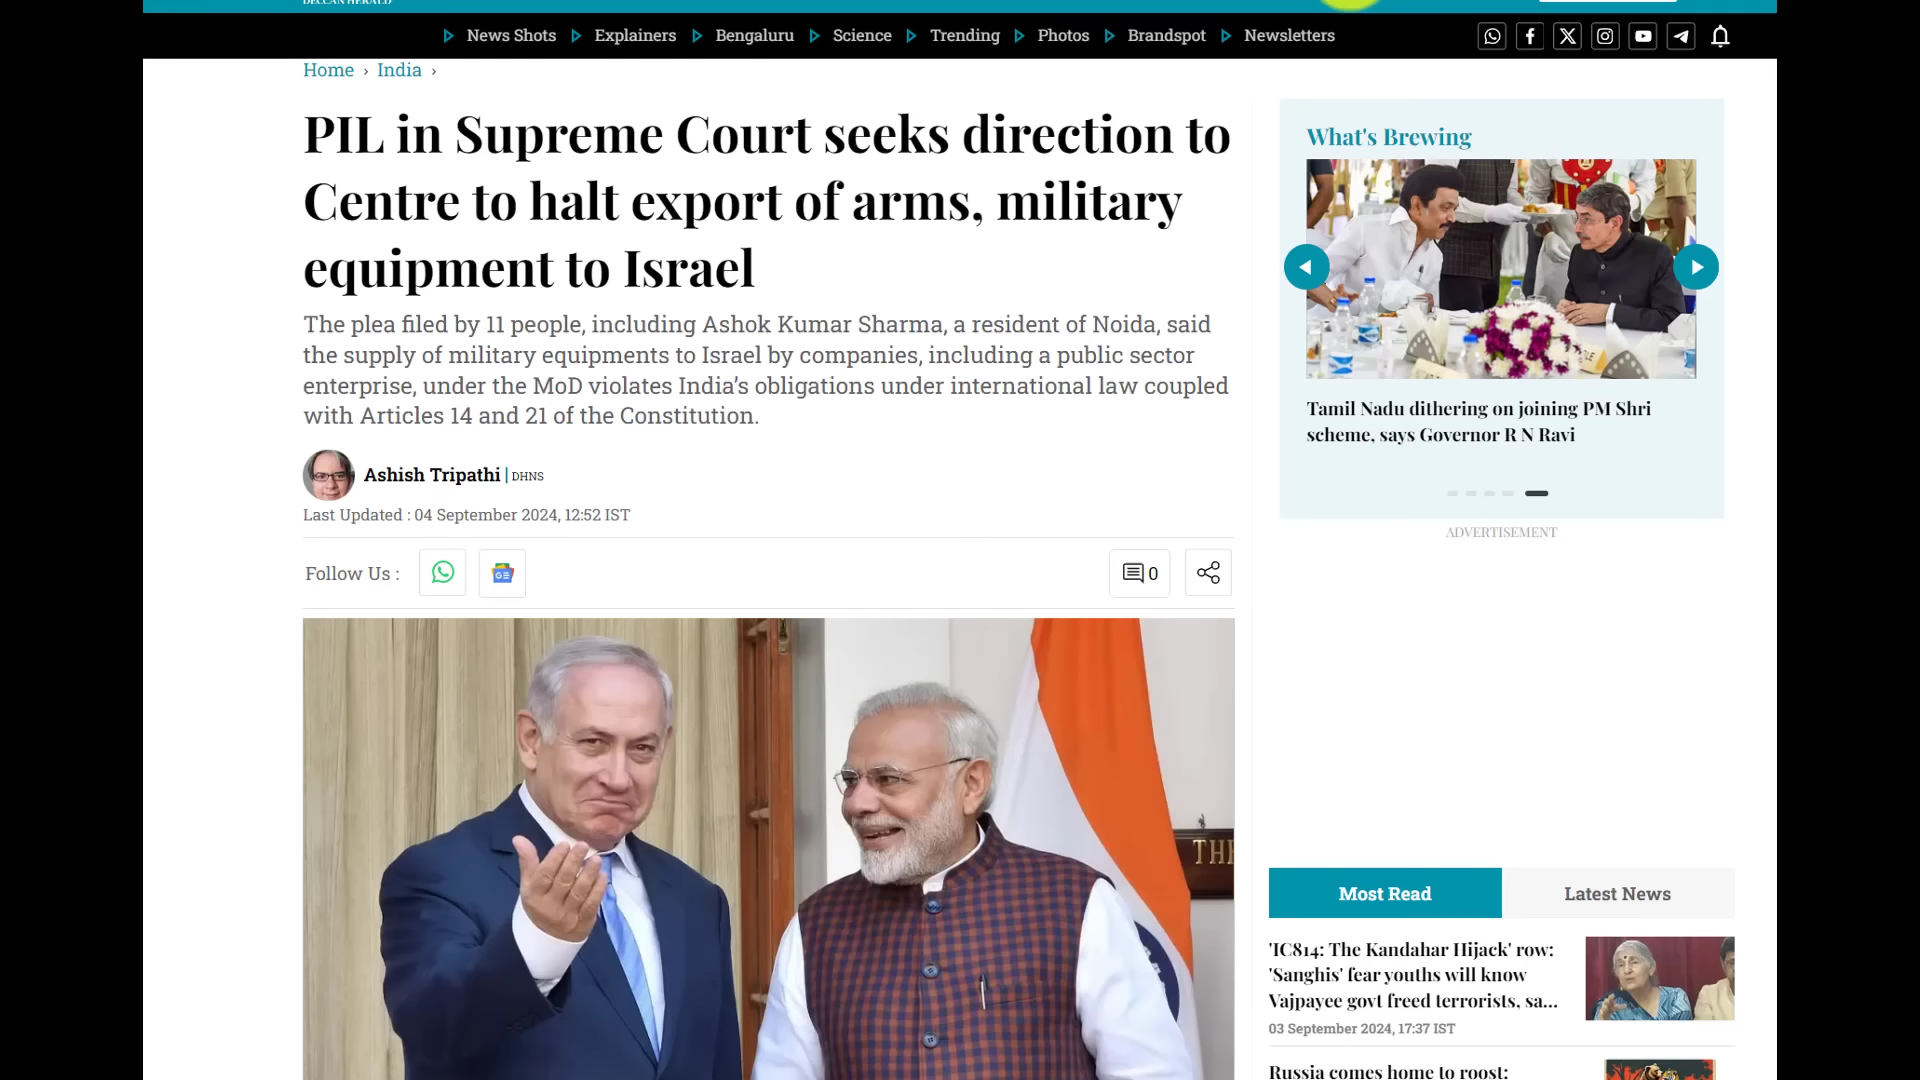 DECCAN HERALD
News Shots
Explainers
Bengaluru
Science
Trending
Photos
Brandspot
Newsletters
Home › India ›
PIL in Supreme Court seeks direction to
Centre to halt export of arms, military
equipment to Israel
The plea filed by 11 people, including Ashok Kumar Sharma, a resident of Noida, said
the supply of military equipments to Israel by companies, including a public sector
enterprise, under the MoD violates India’s obligations under international law coupled
with Articles 14 and 21 of the Constitution.
Ashish Tripathi | DHNS
Last Updated : 04 September 2024, 12:52 IST
Follow Us :
0
THE
What's Brewing
Tamil Nadu dithering on joining PM Shri
scheme, says Governor R N Ravi
ADVERTISEMENT
Most Read
Latest News
'IC814: The Kandahar Hijack' row:
'Sanghis' fear youths will know
Vajpayee govt freed terrorists, sa...
03 September 2024, 17:37 IST
Russia comes home to roost: